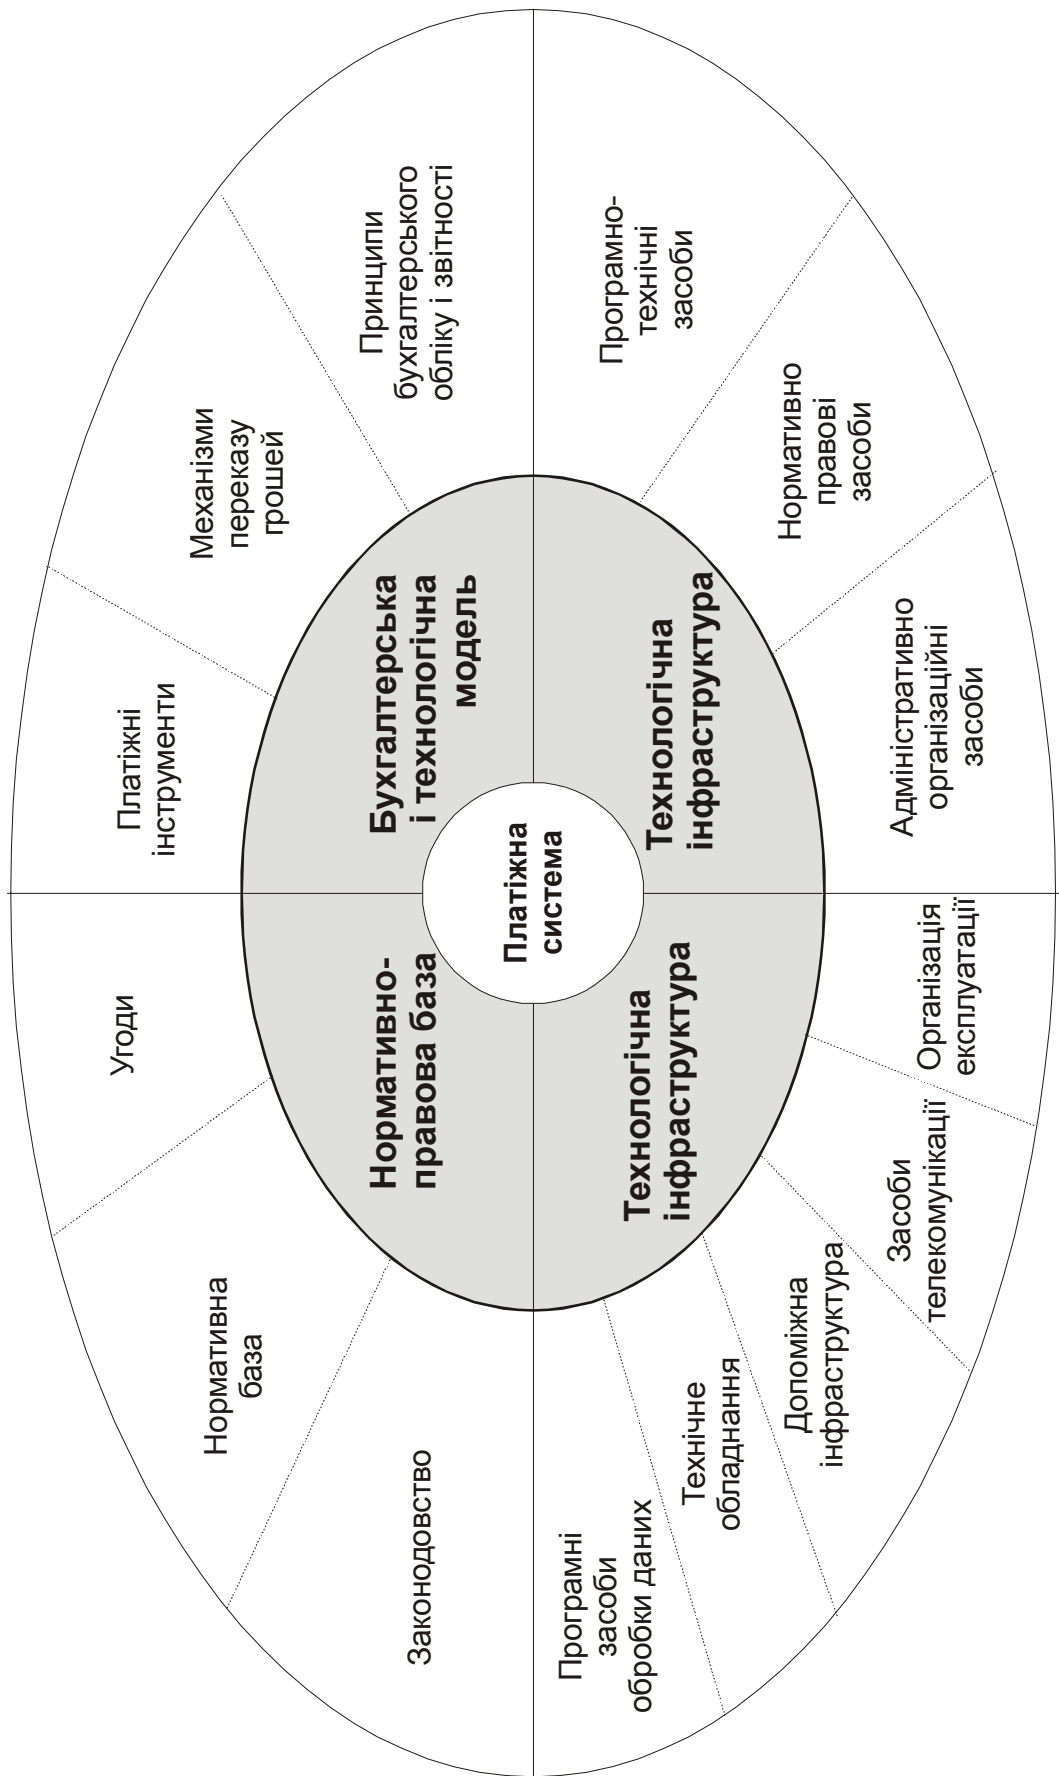 Платіжна
система
Нормативно-
правова база
Бухгалтерська
і технологічна
модель
Технологічна
інфраструктура
Технологічна
інфраструктура
Законодовство
Нормативна
база
Угоди
Платіжні
інструменти
Механізми
переказу
грошей
Принципи
бухгалтерського
обліку і звітності
Програмні
засоби
обробки даних
Технічне
обладнання
Допоміжна
інфраструктура
Засоби
телекомунікації
Організація
експлуатації
Адміністративно
організаційні
засоби
Нормативно
правові
засоби
Програмно-
технічні
засоби